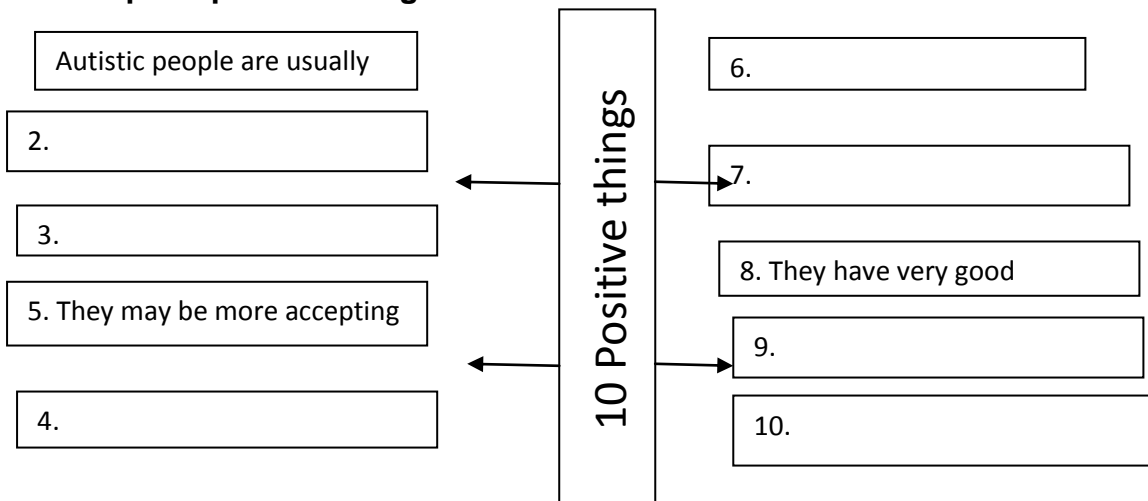 Autistic people are usually
2.
3.
5. They may be more accepting
4.
10 Positive things
6.
7.
8. They have very good
9.
10.